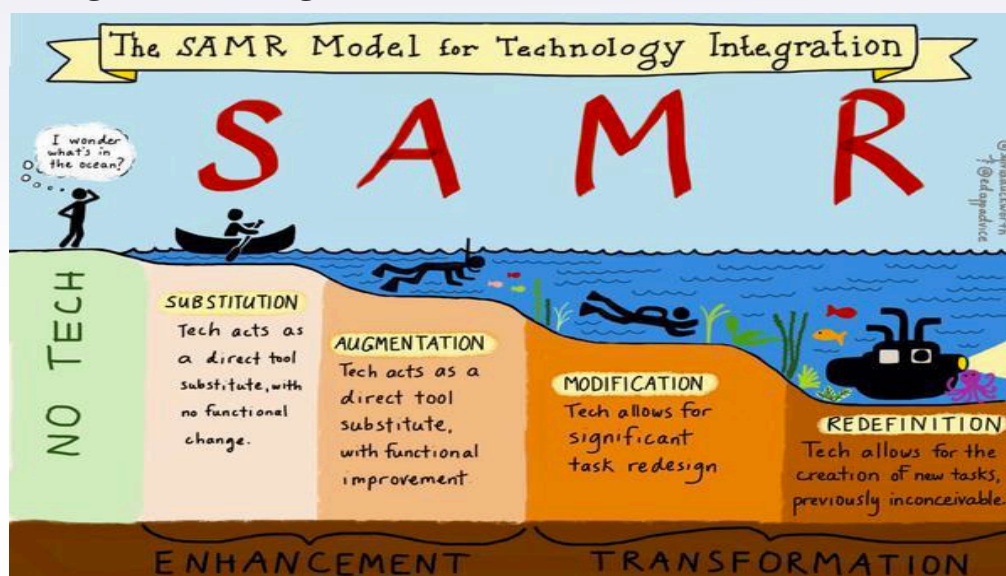 The SAMR Model for Technology Integration
S A M R
I wonder
what's in
the ocean?
NO TECH
SUBSTITUTION
Tech acts as
a direct tool
substitute, with
no functional
change.
AUGMENTATION
Tech acts as a
direct tool
substitute,
with functional
improvement
MODIFICATION
Tech allows for
significant
task redesign
REDEFINITION
Tech allows for the
creation of new tasks,
previously inconceivable.
ENHANCEMENT
TRANSFORMATION
@edappadvice